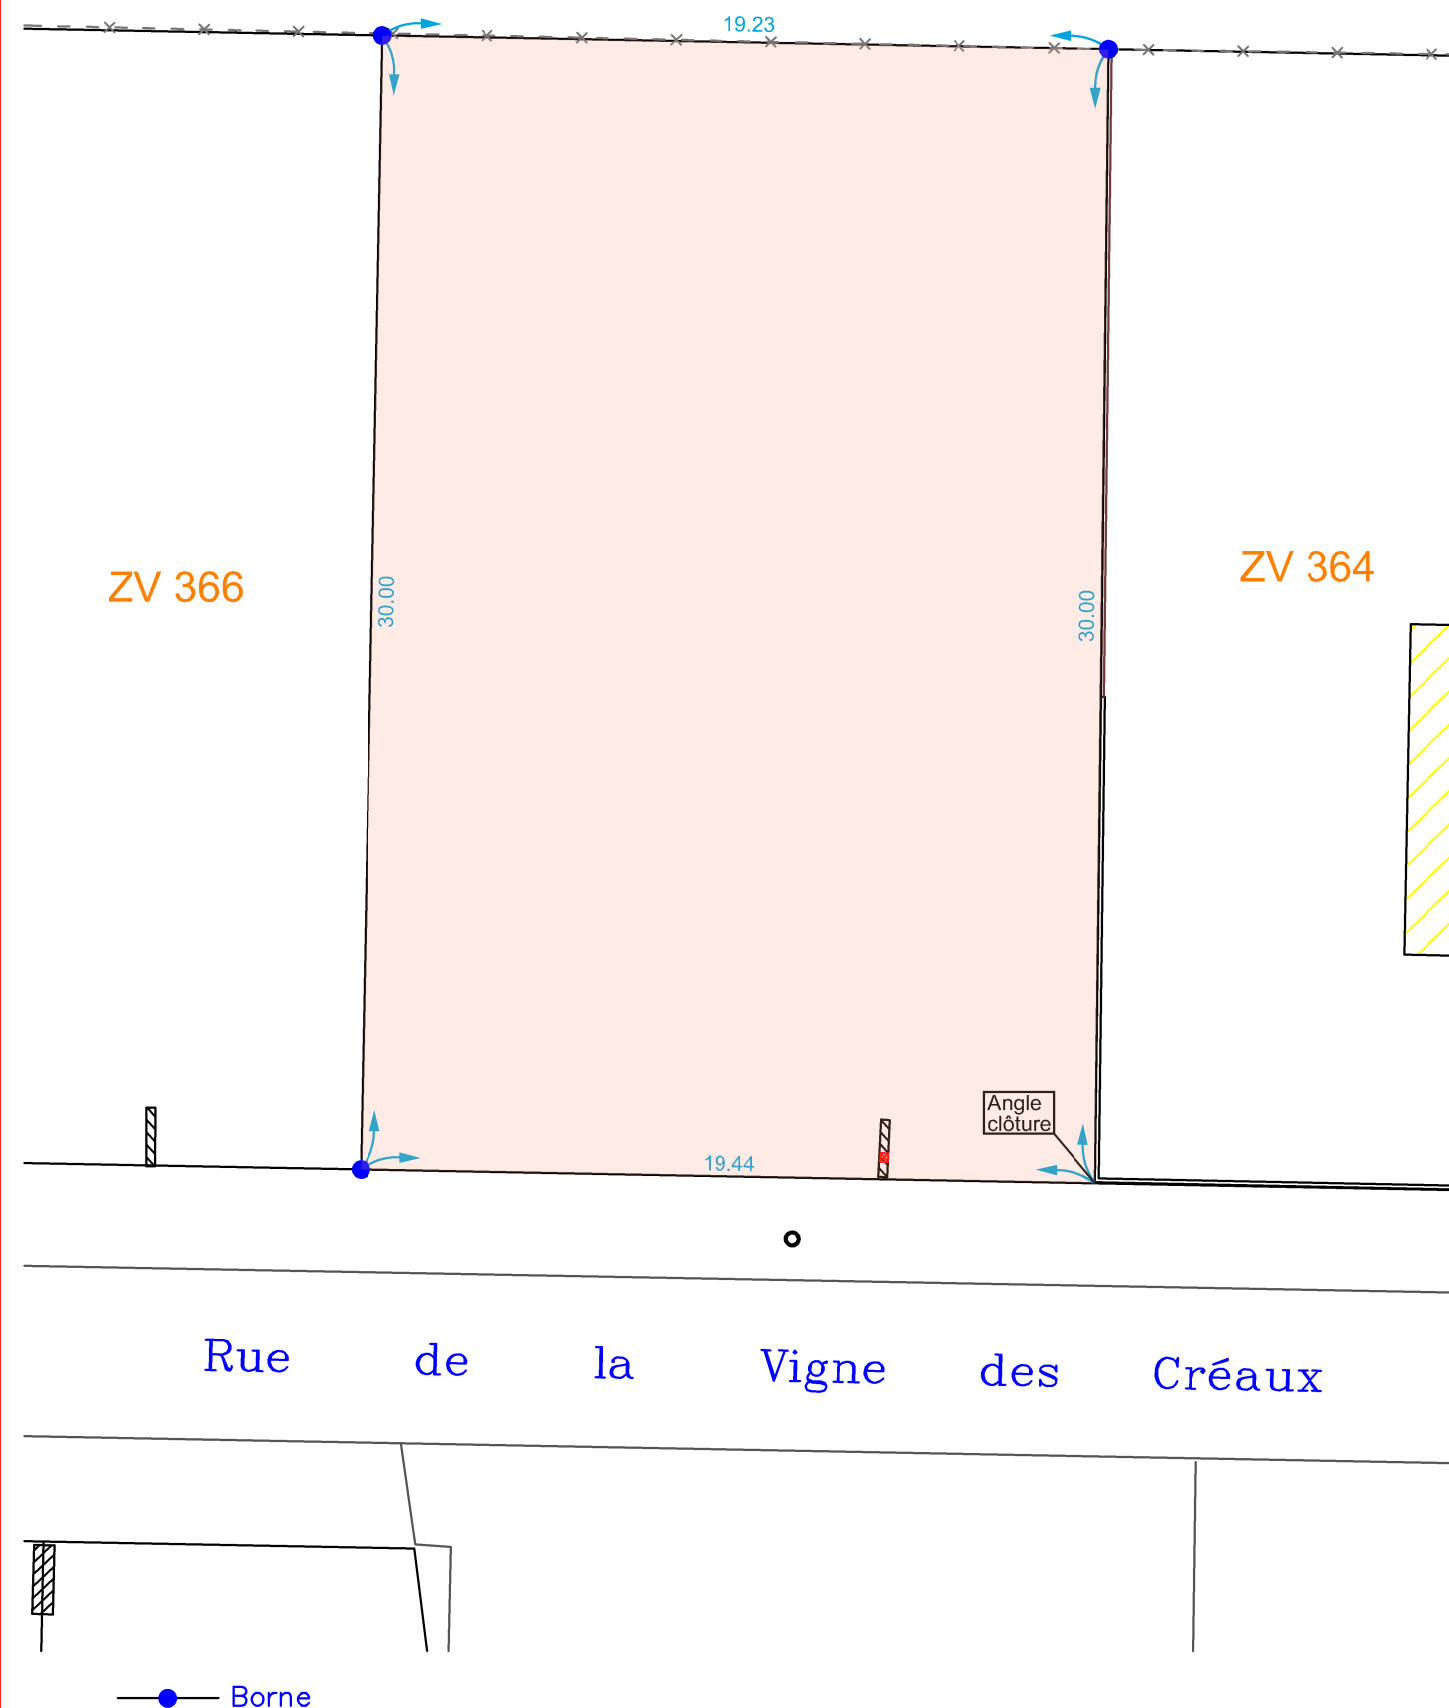 19.23
ZV 366
30.00
30.00
ZV 364
Angle
clôture
19.44
Rue de la Vigne des Créaux
Borne